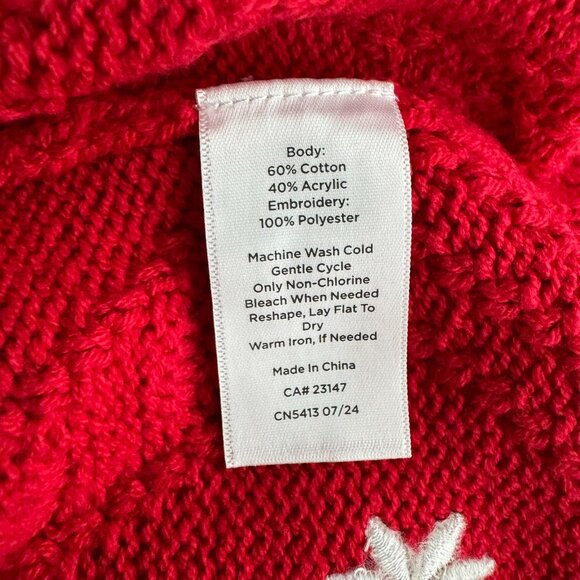 Body:
60% Cotton
40% Acrylic
Embroidery:
100% Polyester
Machine Wash Cold
Gentle Cycle
Only Non-Chlorine
Bleach When Needed
Reshape, Lay Flat To
Dry
Warm Iron, If Needed
Made In China
CA# 23147
CN5413 07/24